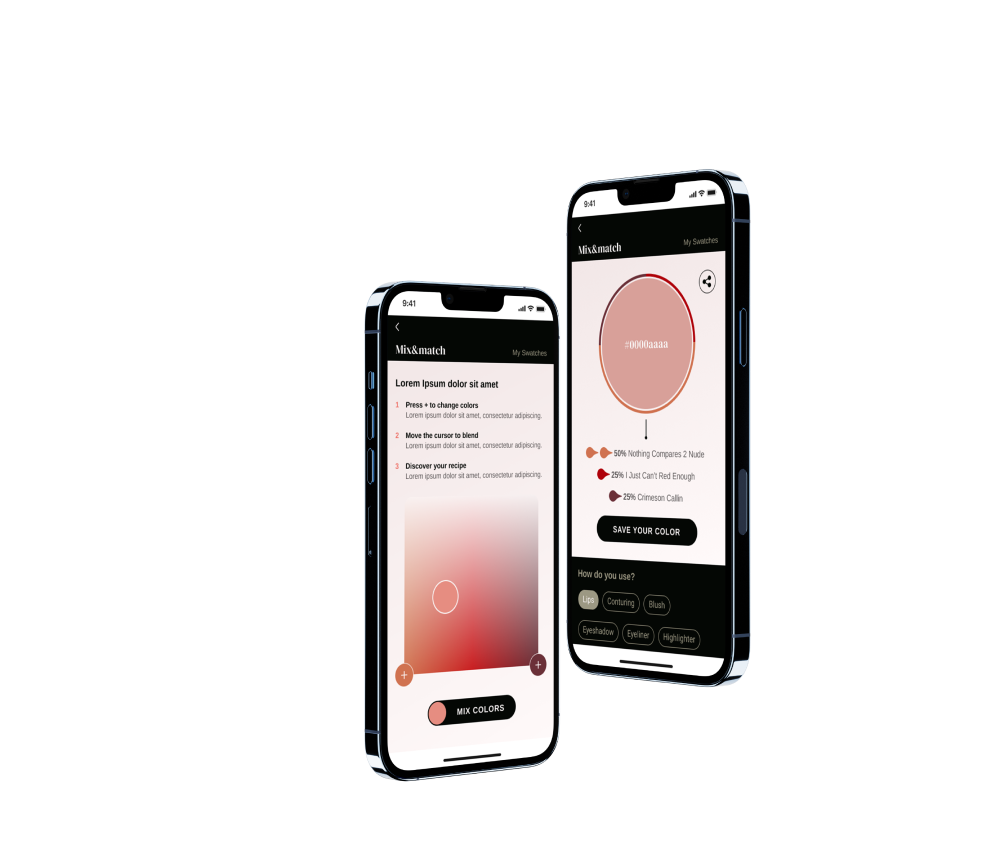 9:41
Mix&match
My Swatches
Lorem Ipsum dolor sit amet
1 Press + to change colors
Lorem ipsum dolor sit amet, consectetur adipiscing.
2 Move the cursor to blend
Lorem ipsum dolor sit amet, consectetur adipiscing.
3 Discover your recipe
Lorem ipsum dolor sit amet, consectetur adipiscing.
+ +
MIX COLORS
9:41
Mix&match
My Swatches
#0000aaaa
50% Nothing Compares 2 Nude
25% I Just Can't Red Enough
25% Crimeson Callin
SAVE YOUR COLOR
How do you use?
Lips Conturing Blush
Eyeshadow Eyeliner Highlighter